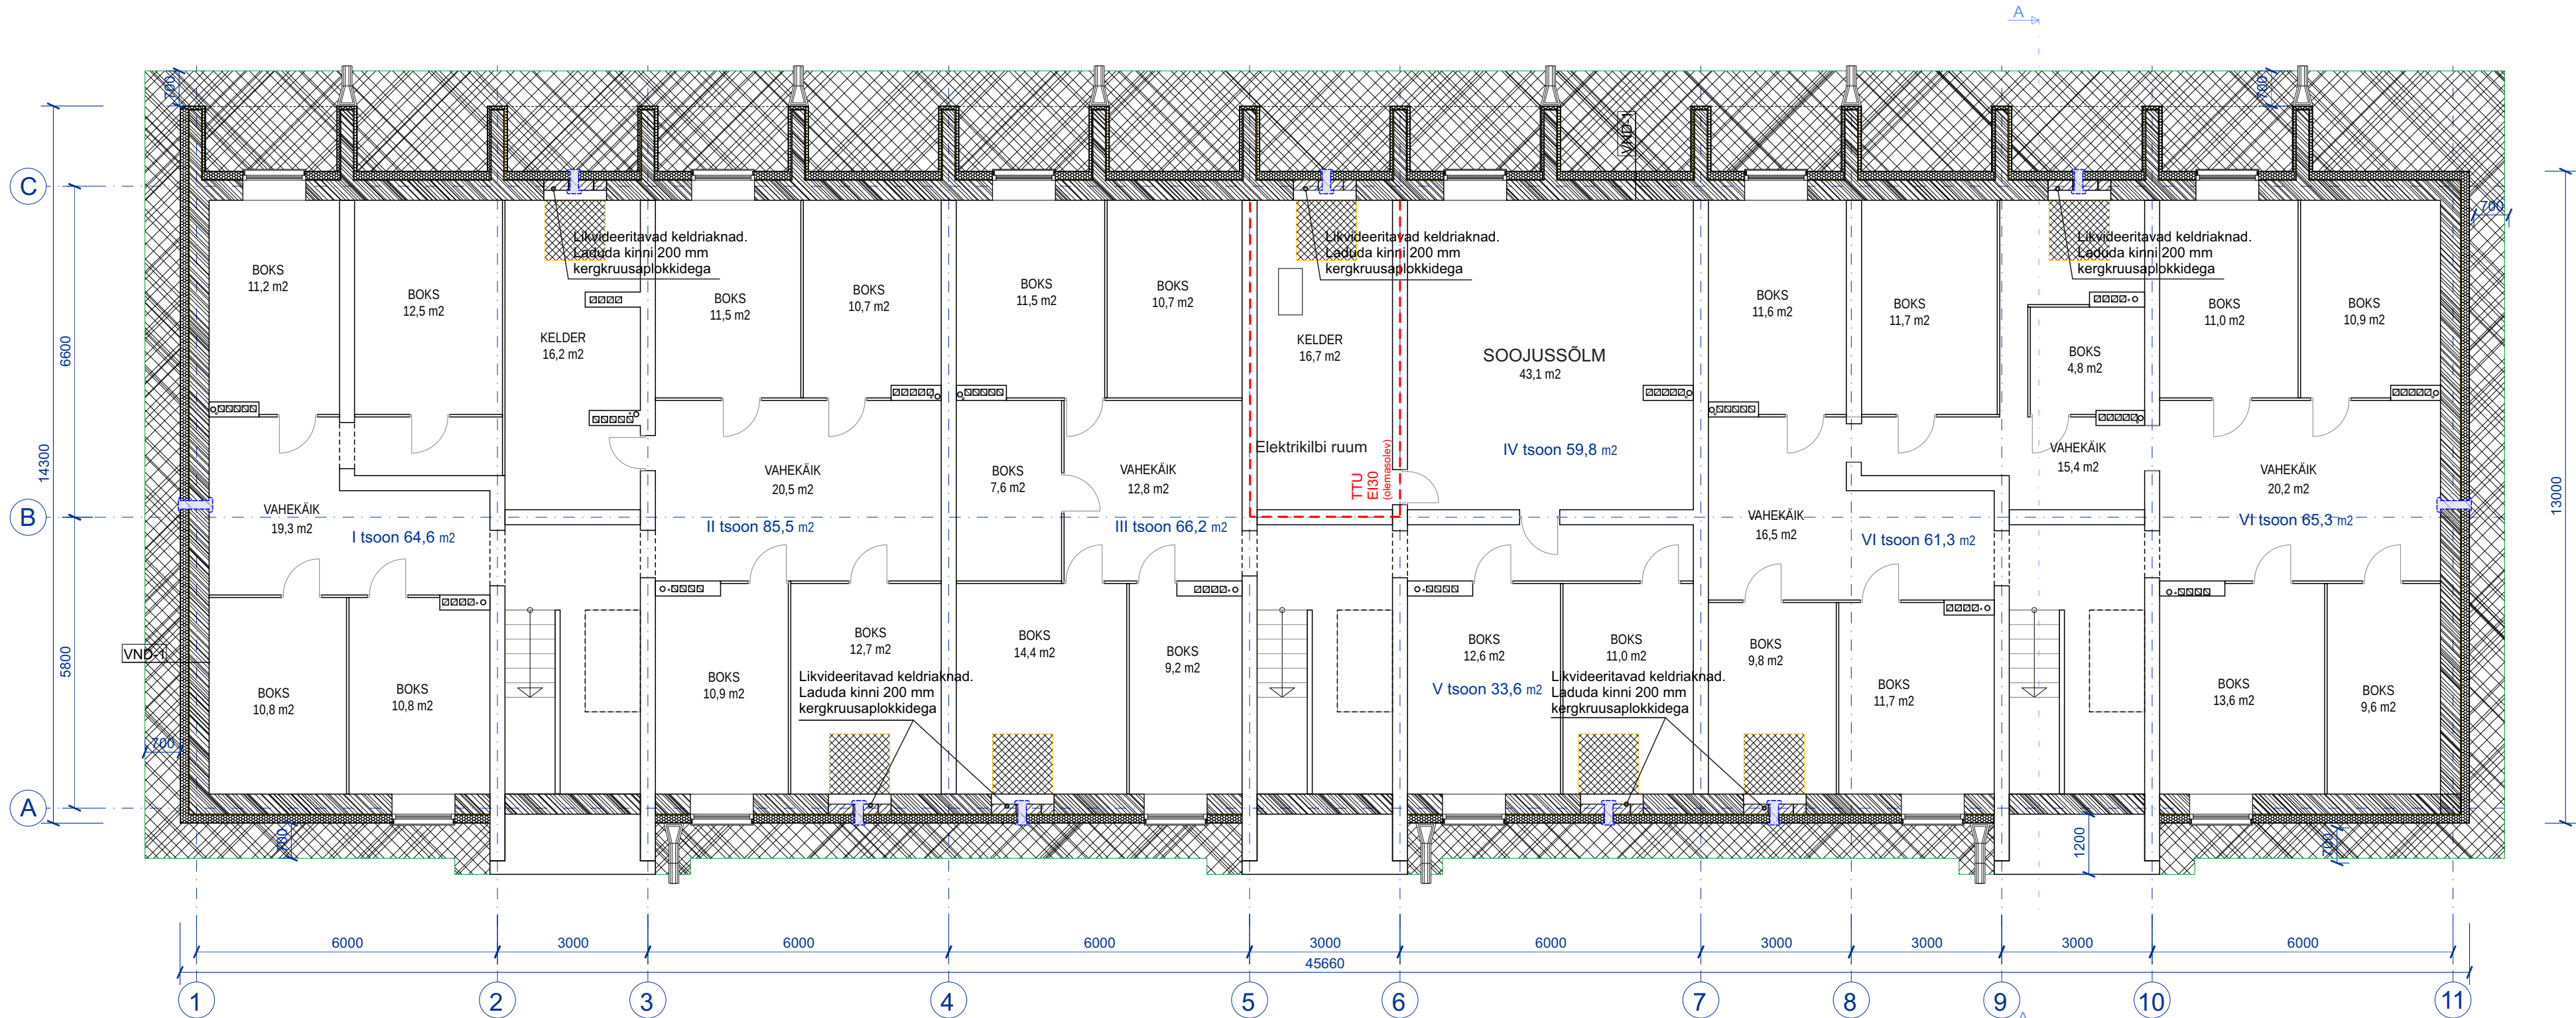 A
700
700
VND-1
C
700
Likvideeritavad keldriaknad.
Laduda kinni 200 mm
kergkruusaplokkidega
Likvideeritavad keldriaknad.
Laduda kinni 200 mm
kergkruusaplokkidega
Likvideeritavad keldriaknad.
Laduda kinni 200 mm
kergkruusaplokkidega
BOKS
11,2 m2
BOKS
12,5 m2
KELDER
16,2 m2
BOKS
11,5 m2
BOKS
10,7 m2
BOKS
11,5 m2
BOKS
10,7 m2
KELDER
16,7 m2
SOOJUSSÕLM
43,1 m2
BOKS
11,6 m2
BOKS
11,7 m2
BOKS
4,8 m2
BOKS
11,0 m2
BOKS
10,9 m2
6600
14300
13000
Elektrikilbi ruum
TTU
EI30
(olemasolev)
IV tsoon 59,8 m2
VAHEKÄIK
15,4 m2
VAHEKÄIK
20,5 m2
BOKS
7,6 m2
VAHEKÄIK
12,8 m2
VAHEKÄIK
20,2 m2
B
VAHEKÄIK
19,3 m2
I tsoon 64,6 m2
II tsoon 85,5 m2
III tsoon 66,2 m2
VAHEKÄIK
16,5 m2
VI tsoon 61,3 m2
VI tsoon 65,3 m2
5800
VND-1
BOKS
10,8 m2
BOKS
10,8 m2
BOKS
10,9 m2
BOKS
12,7 m2
BOKS
14,4 m2
BOKS
9,2 m2
BOKS
12,6 m2
BOKS
11,0 m2
BOKS
9,8 m2
BOKS
11,7 m2
BOKS
13,6 m2
BOKS
9,6 m2
V tsoon 33,6 m2
Likvideeritavad keldriaknad.
Laduda kinni 200 mm
kergkruusaplokkidega
Likvideeritavad keldriaknad.
Laduda kinni 200 mm
kergkruusaplokkidega
700
A
700
1200
700
6000
3000
6000
6000
3000
6000
3000
3000
3000
6000
45660
1
2
3
4
5
6
7
8
9
10
11
A